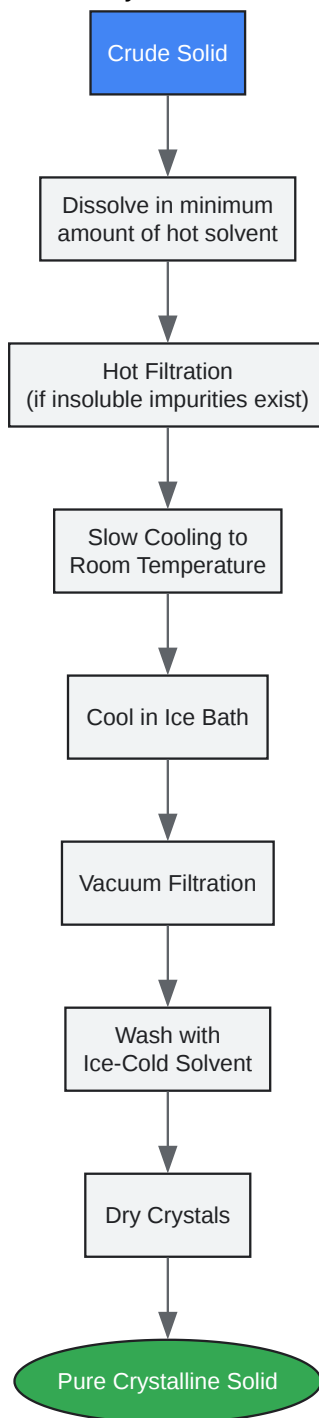 Crude Solid
Dissolve in minimum
amount of hot solvent
Hot Filtration
(if insoluble impurities exist)
Slow Cooling to
Room Temperature
Cool in Ice Bath
Vacuum Filtration
Wash with
Ice-Cold Solvent
Dry Crystals
Pure Crystalline Solid